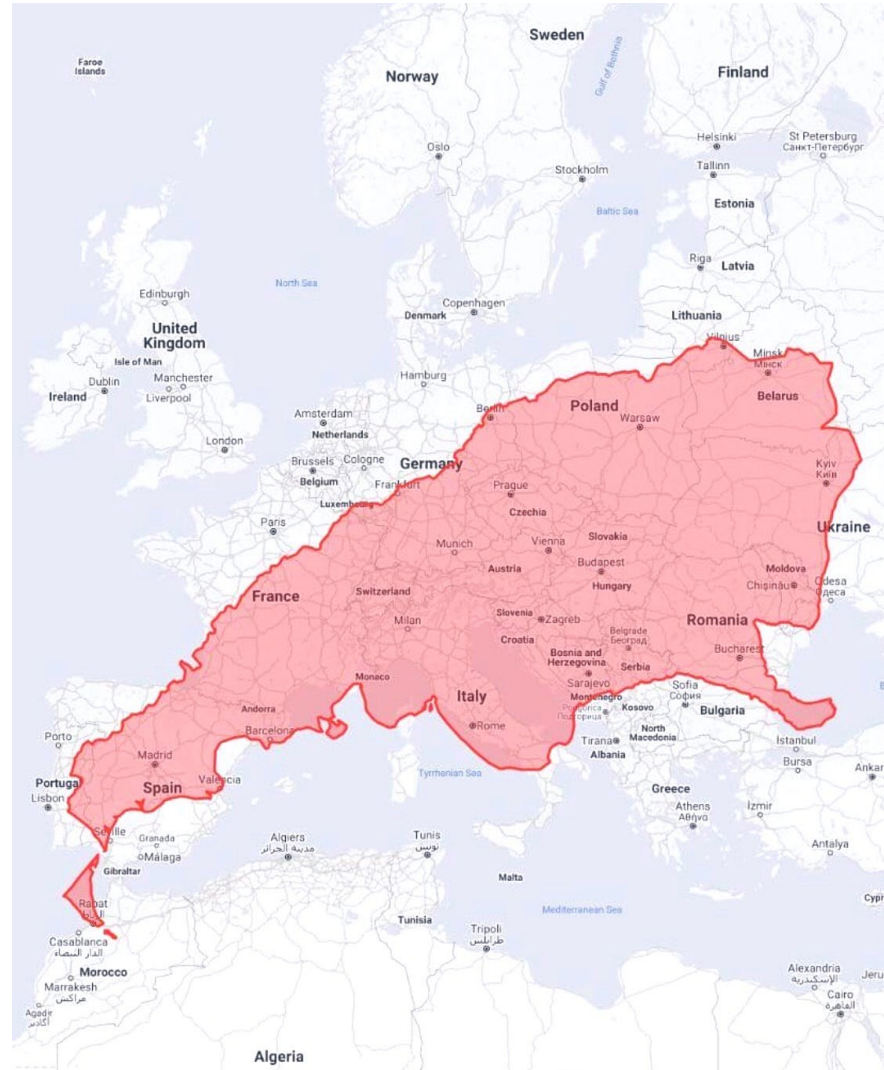 Sweden
Faroe
Islands
Norway
Finland
Gulf of Bothnia
Oslo
Helsinki
St Petersburg
Санкт-Петербург
Stockholm
Tallinn
Estonia
Baltic Sea
Riga
Latvia
North Sea
Edinburgh
Copenhagen
Denmark
Lithuania
United
Kingdom
Vilnius
Minsk
Мінск
Isle of Man
Dublin
Manchester
Liverpool
Ireland
Hamburg
Belarus
Amsterdam
Netherlands
Berlin
Poland
Warsaw
London
Brussels
Cologne
Belgium
Germany
Frankfurt
Luxembourg
Kyiv
Київ
Prague
Czechia
Paris
Ukraine
Munich
Vienna
Slovakia
Austria
Budapest
Hungary
Moldova
Chișinău
Odesa
Одеса
France
Switzerland
Milan
Slovenia
Zagreb
Croatia
Romania
Belgrade
Београд
Bosnia and
Herzegovina
Serbia
Bucharest
Monaco
Sarajevo
Andorra
Italy
Montenegro
Kosovo
Sofia
София
Bulgaria
Porto
Barcelona
Rome
North
Macedonia
Madrid
Tirana
Albania
Istanbul
Bursa
Portugal
Lisbon
Spain
Valencia
Tyrrhenian Sea
Greece
Ankar
Athens
Αθήνα
İzmir
Seville
Granada
Málaga
Gibraltar
Algiers
مدينة الجزائر
Tunis
تونس
Antalya
Malta
Rabat
Mediterranean Sea
Cypr
Casablanca
الدار البيضاء
Tunisia
Tripoli
طرابلس
Morocco
Marrakesh
مراكش
Alexandria
الإسكندرية
Jeru
Agadir
أكادير
Cairo
القاهرة
Algeria